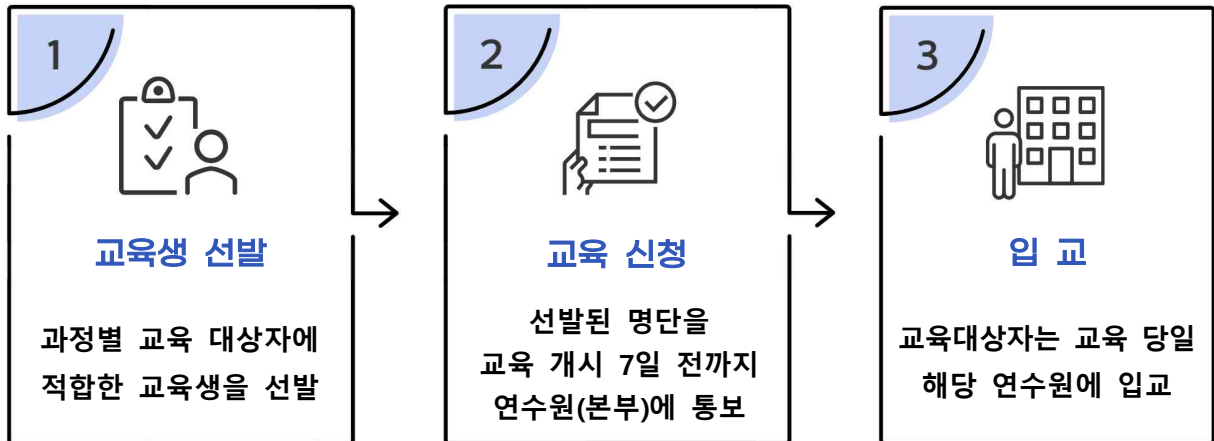 1
교육생 선발
과정별 교육 대상자에
적합한 교육생을 선발
2
교육 신청
선발된 명단을
교육 개시 7일 전까지
연수원(본부)에 통보
3
입 교
교육대상자는 교육 당일
해당 연수원에 입교